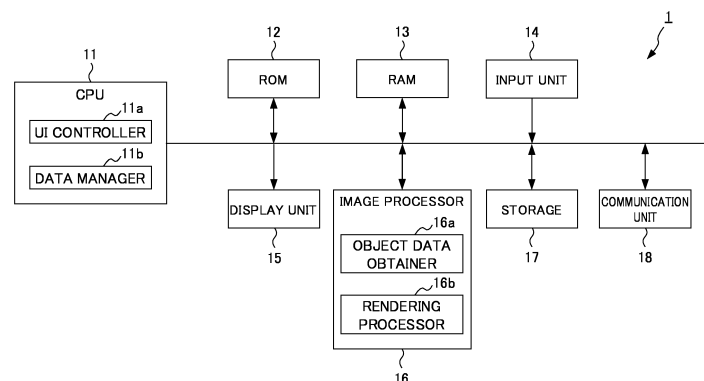 1
11
12
13
14
CPU
ROM
RAM
INPUT UNIT
11a
UI CONTROLLER
11b
DATA MANAGER
DISPLAY UNIT
IMAGE PROCESSOR
STORAGE
COMMUNICATION
UNIT
15
16a
OBJECT DATA
OBTAINER
17
18
16b
RENDERING
PROCESSOR
16